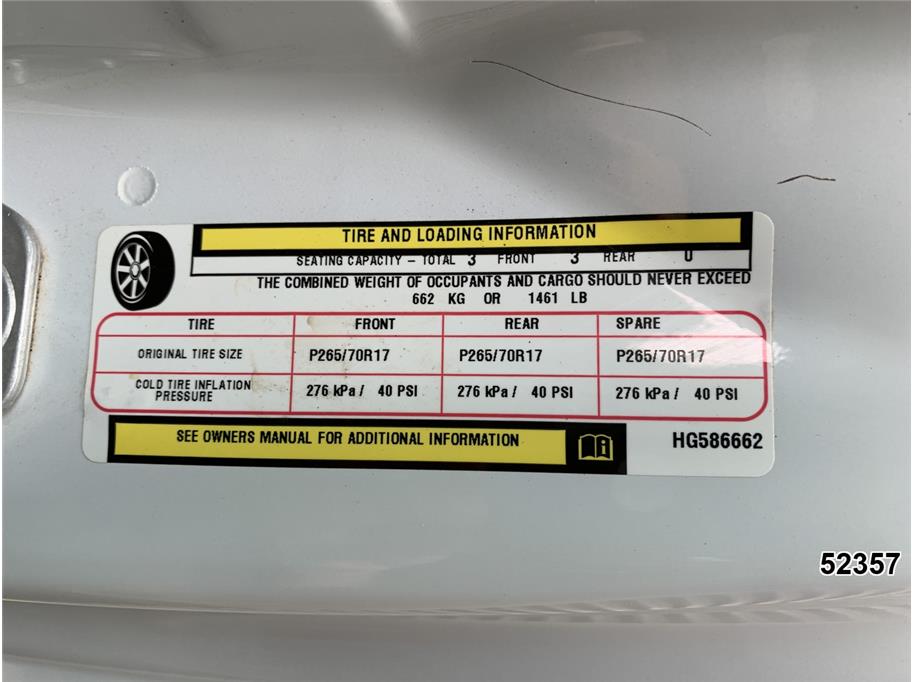 TIRE AND LOADING INFORMATION
SEATING CAPACITY - TOTAL 3 FRONT 3 REAR 0
THE COMBINED WEIGHT OF OCCUPANTS AND CARGO SHOULD NEVER EXCEED
662 KG OR 1461 LB
TIRE FRONT REAR SPARE
ORIGINAL TIRE SIZE P265/70R17 P265/70R17 P265/70R17
COLD TIRE INFLATION
PRESSURE 276 kPa / 40 PSI 276 kPa / 40 PSI 276 kPa / 40 PSI
SEE OWNERS MANUAL FOR ADDITIONAL INFORMATION
HG586662
52357